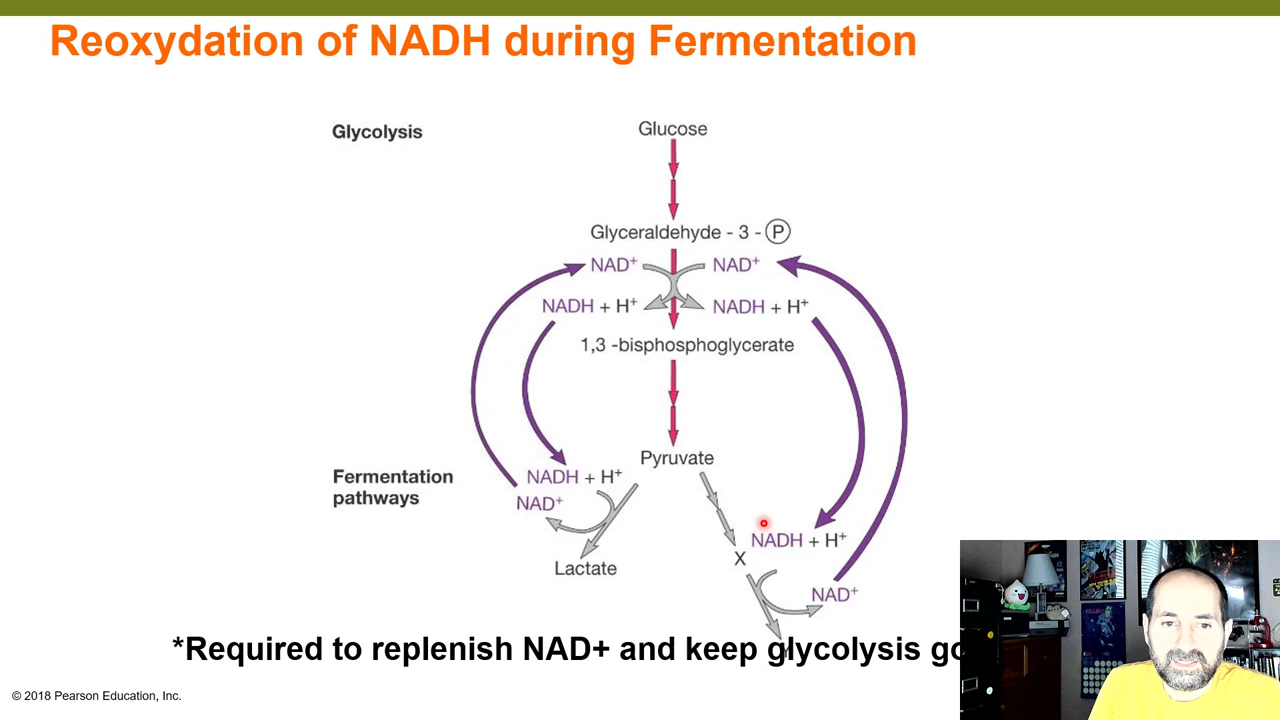 Reoxydation of NADH during Fermentation
Glycolysis
Glucose
Glyceraldehyde - 3 - P
NAD+ NAD+
NADH + H+ NADH + H+
1,3 -bisphosphoglycerate
Pyruvate
Fermentation
pathways
NADH + H+
NAD+
Lactate
NADH + H+
X
NAD+
*Required to replenish NAD+ and keep glycolysis
© 2018 Pearson Education, Inc.